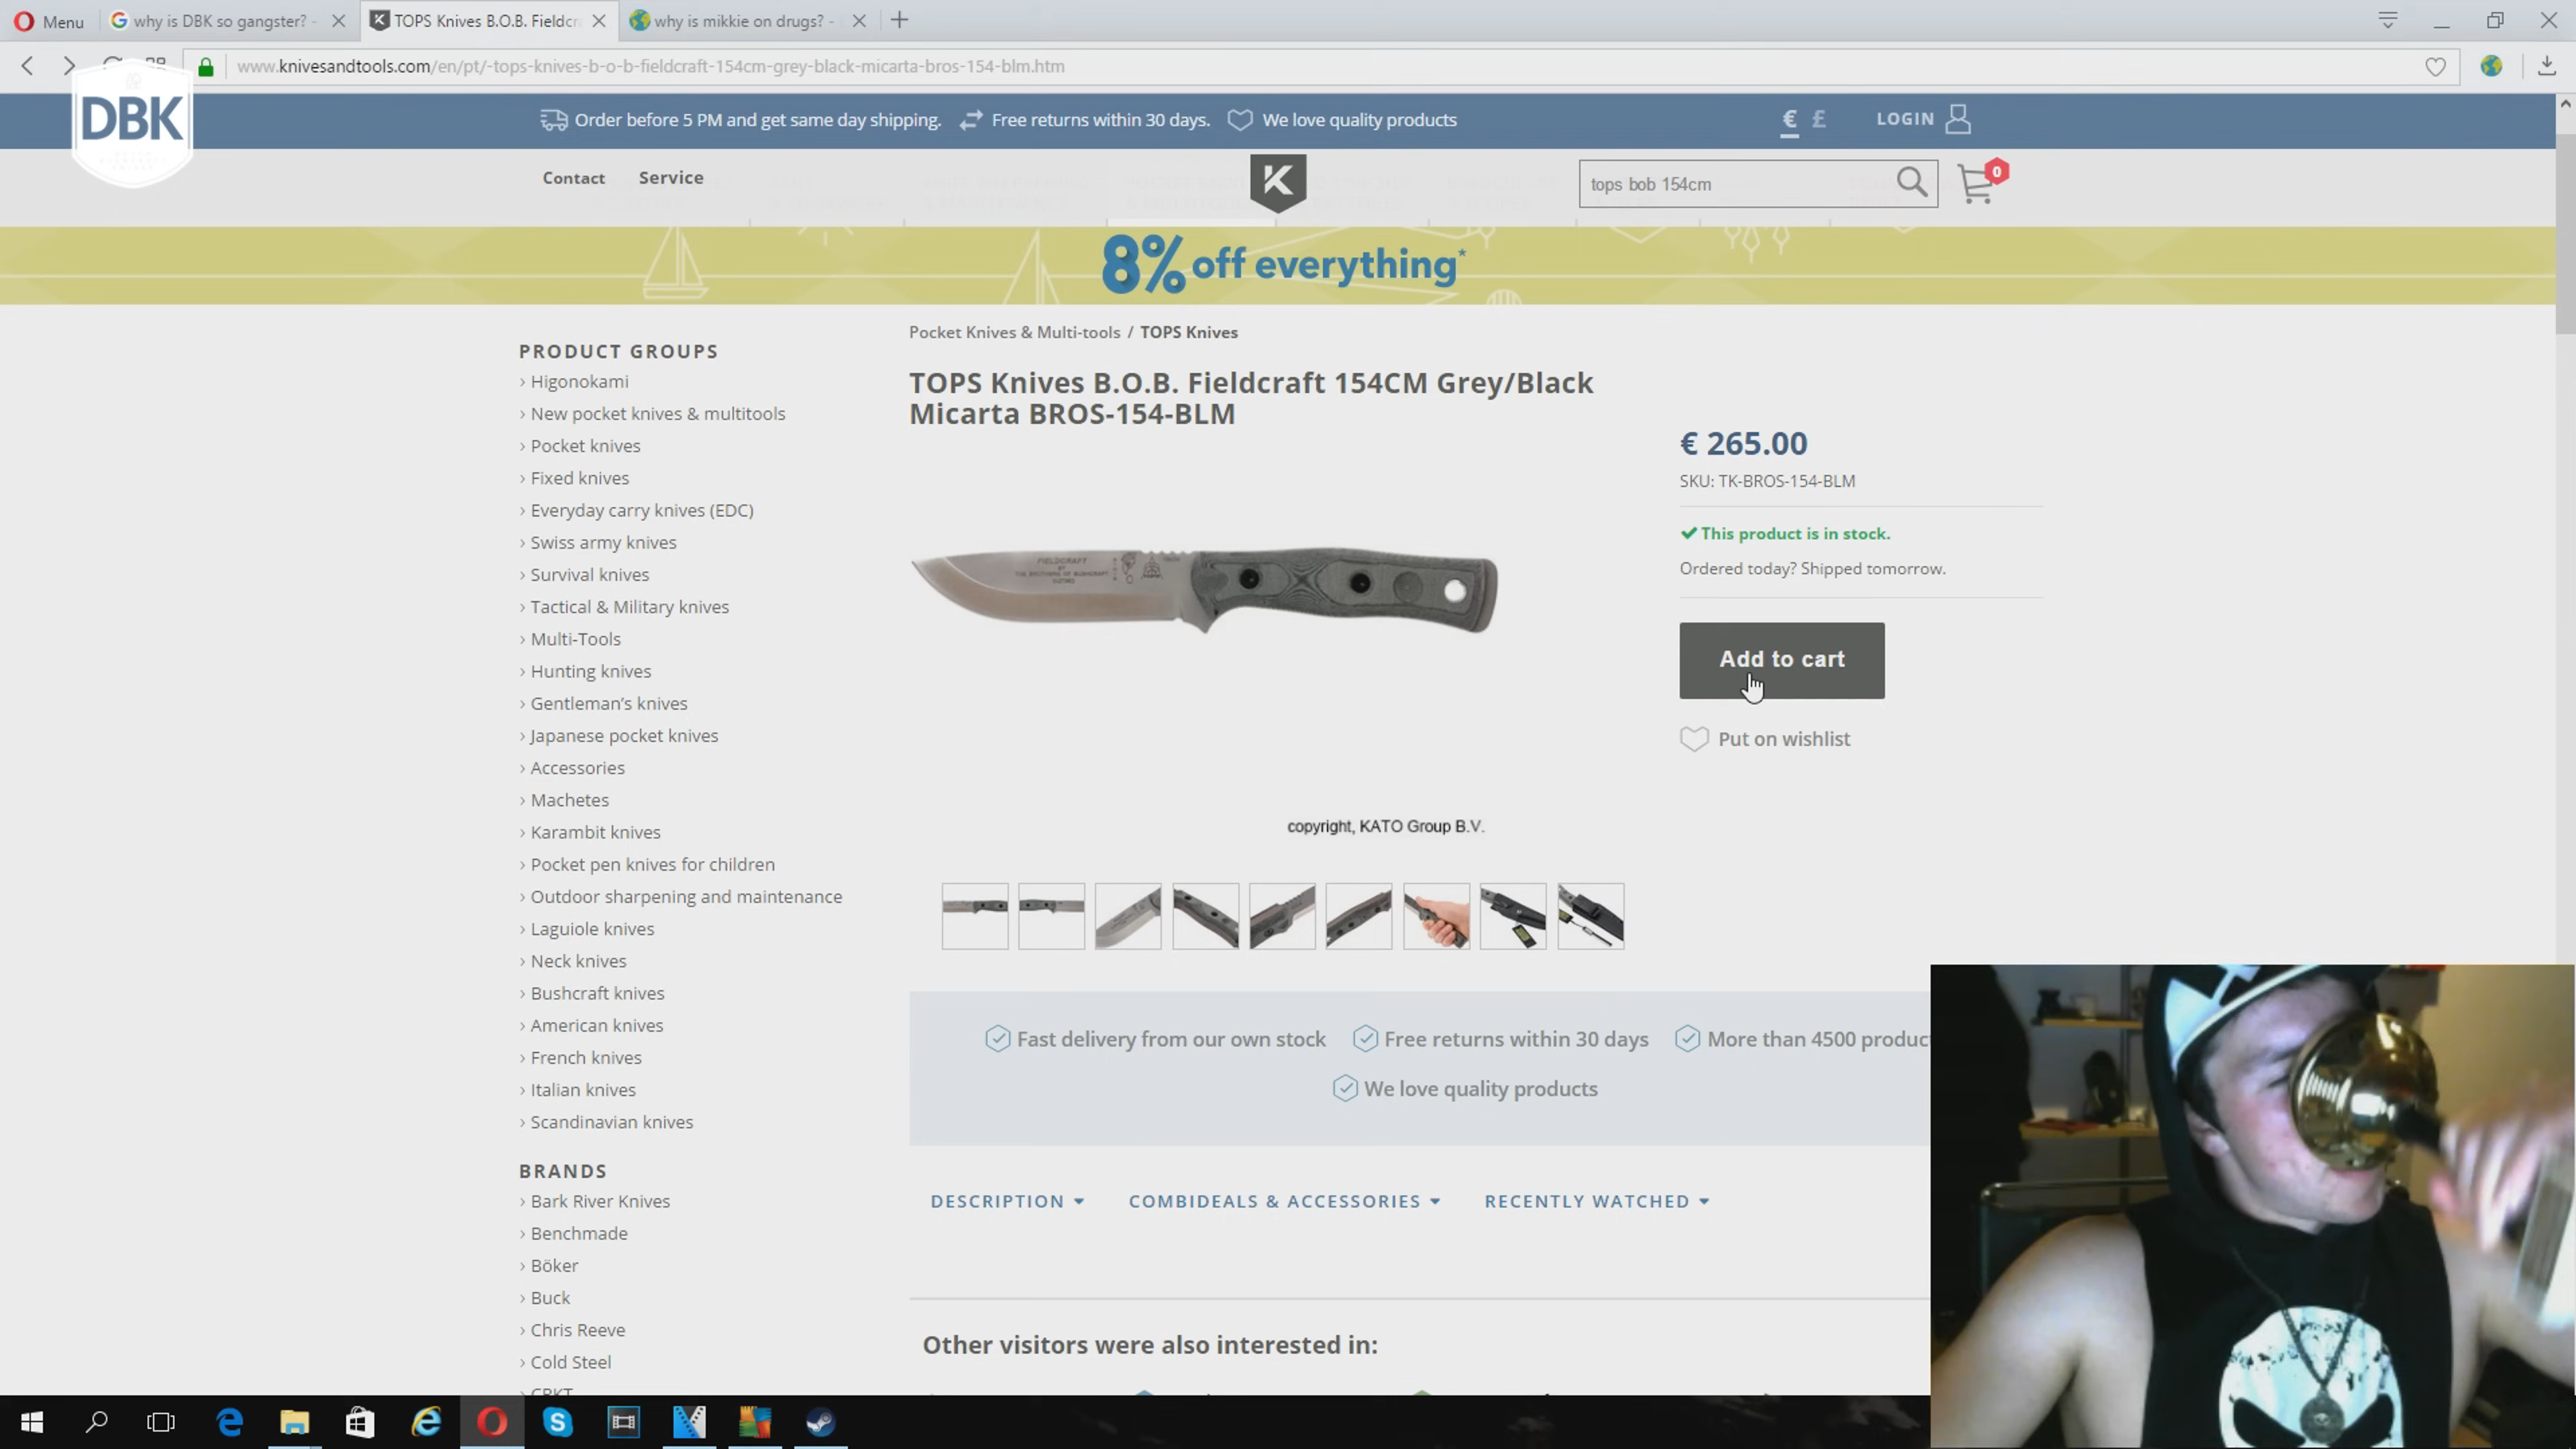 Menu
why is DBK so gangster? -
TOPS Knives B.O.B. Fieldcr
why is mikkie on drugs? -
www.knivesandtools.com/en/pt/-tops-knives-b-o-b-fieldcraft-154cm-grey-black-micarta-bros-154-blm.htm
DBK
Order before 5 PM and get same day shipping.
Free returns within 30 days.
We love quality products
€ £
LOGIN
Contact
Service
K
tops bob 154cm
0
8% off everything*
Pocket Knives & Multi-tools / TOPS Knives
TOPS Knives B.O.B. Fieldcraft 154CM Grey/Black
Micarta BROS-154-BLM
€ 265.00
SKU: TK-BROS-154-BLM
This product is in stock.
Ordered today? Shipped tomorrow.
Add to cart
Put on wishlist
FIELDCRAFT
BY
THE BROTHERS OF BUSHCRAFT
copyright, KATO Group B.V.
PRODUCT GROUPS
› Higonokami
› New pocket knives & multitools
› Pocket knives
› Fixed knives
› Everyday carry knives (EDC)
› Swiss army knives
› Survival knives
› Tactical & Military knives
› Multi-Tools
› Hunting knives
› Gentleman's knives
› Japanese pocket knives
› Accessories
› Machetes
› Karambit knives
› Pocket pen knives for children
› Outdoor sharpening and maintenance
› Laguiole knives
› Neck knives
› Bushcraft knives
› American knives
› French knives
› Italian knives
› Scandinavian knives
BRANDS
› Bark River Knives
› Benchmade
› Böker
› Buck
› Chris Reeve
› Cold Steel
› CRKT
Fast delivery from our own stock
Free returns within 30 days
More than 4500 produc
We love quality products
DESCRIPTION
COMBIDEALS & ACCESSORIES
RECENTLY WATCHED
Other visitors were also interested in: